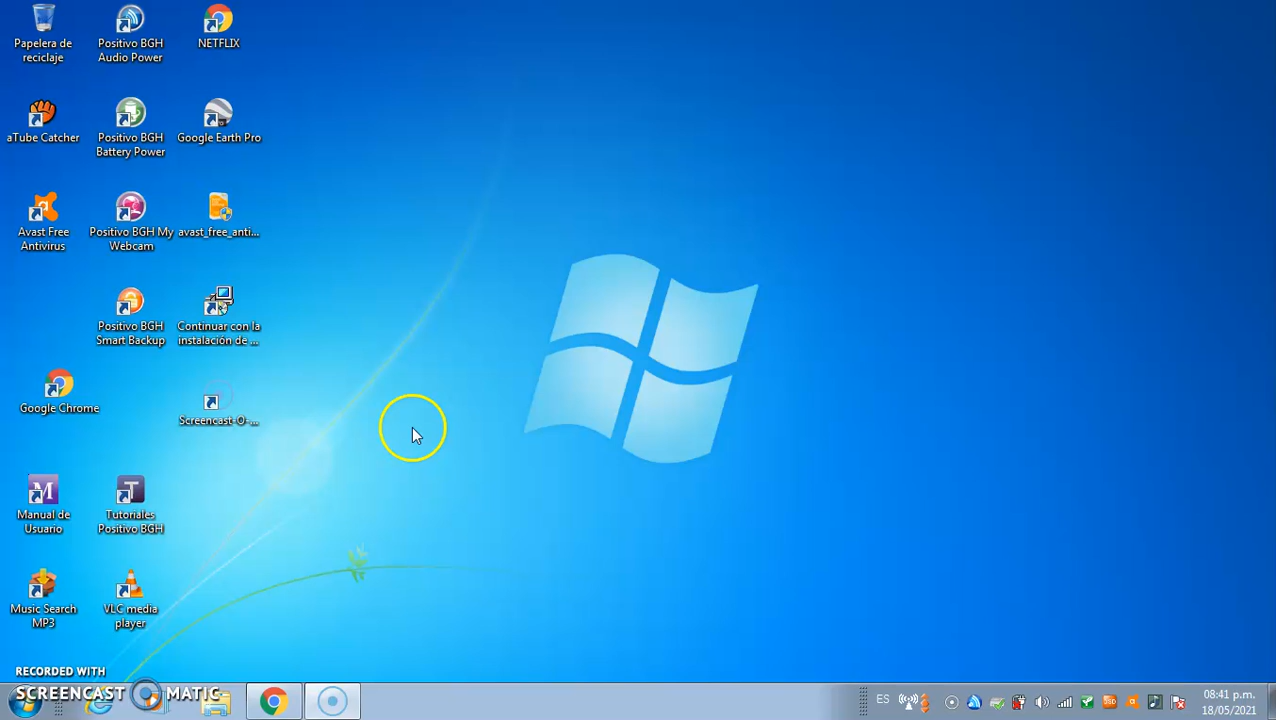 Papelera de
reciclaje
Positivo BGH
Audio Power
NETFLIX
aTube Catcher
Positivo BGH
Battery Power
Google Earth Pro
Avast Free
Antivirus
Positivo BGH My
Webcam
avast_free_anti...
Positivo BGH
Smart Backup
Continuar con la
instalación de ...
Google Chrome
Screencast-O-...
M
Manual de
Usuario
T
Tutoriales
Positivo BGH
Music Search
MP3
VLC media
player
RECORDED WITH
SCREENCAST MATIC
ES
08:41 p.m.
18/05/2021